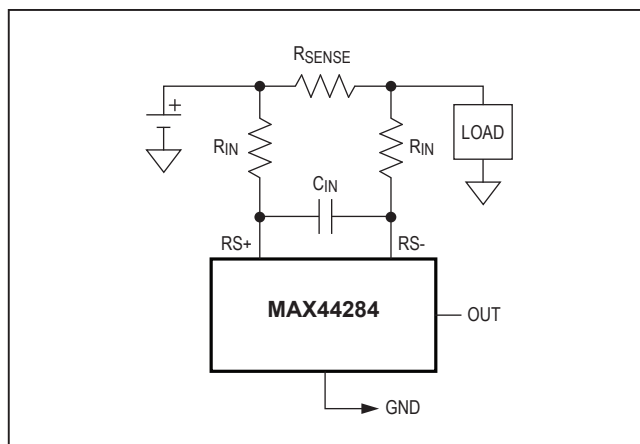 RSENSE
+
RIN
RIN
LOAD
CIN
RS+
RS-
MAX44284
OUT
GND